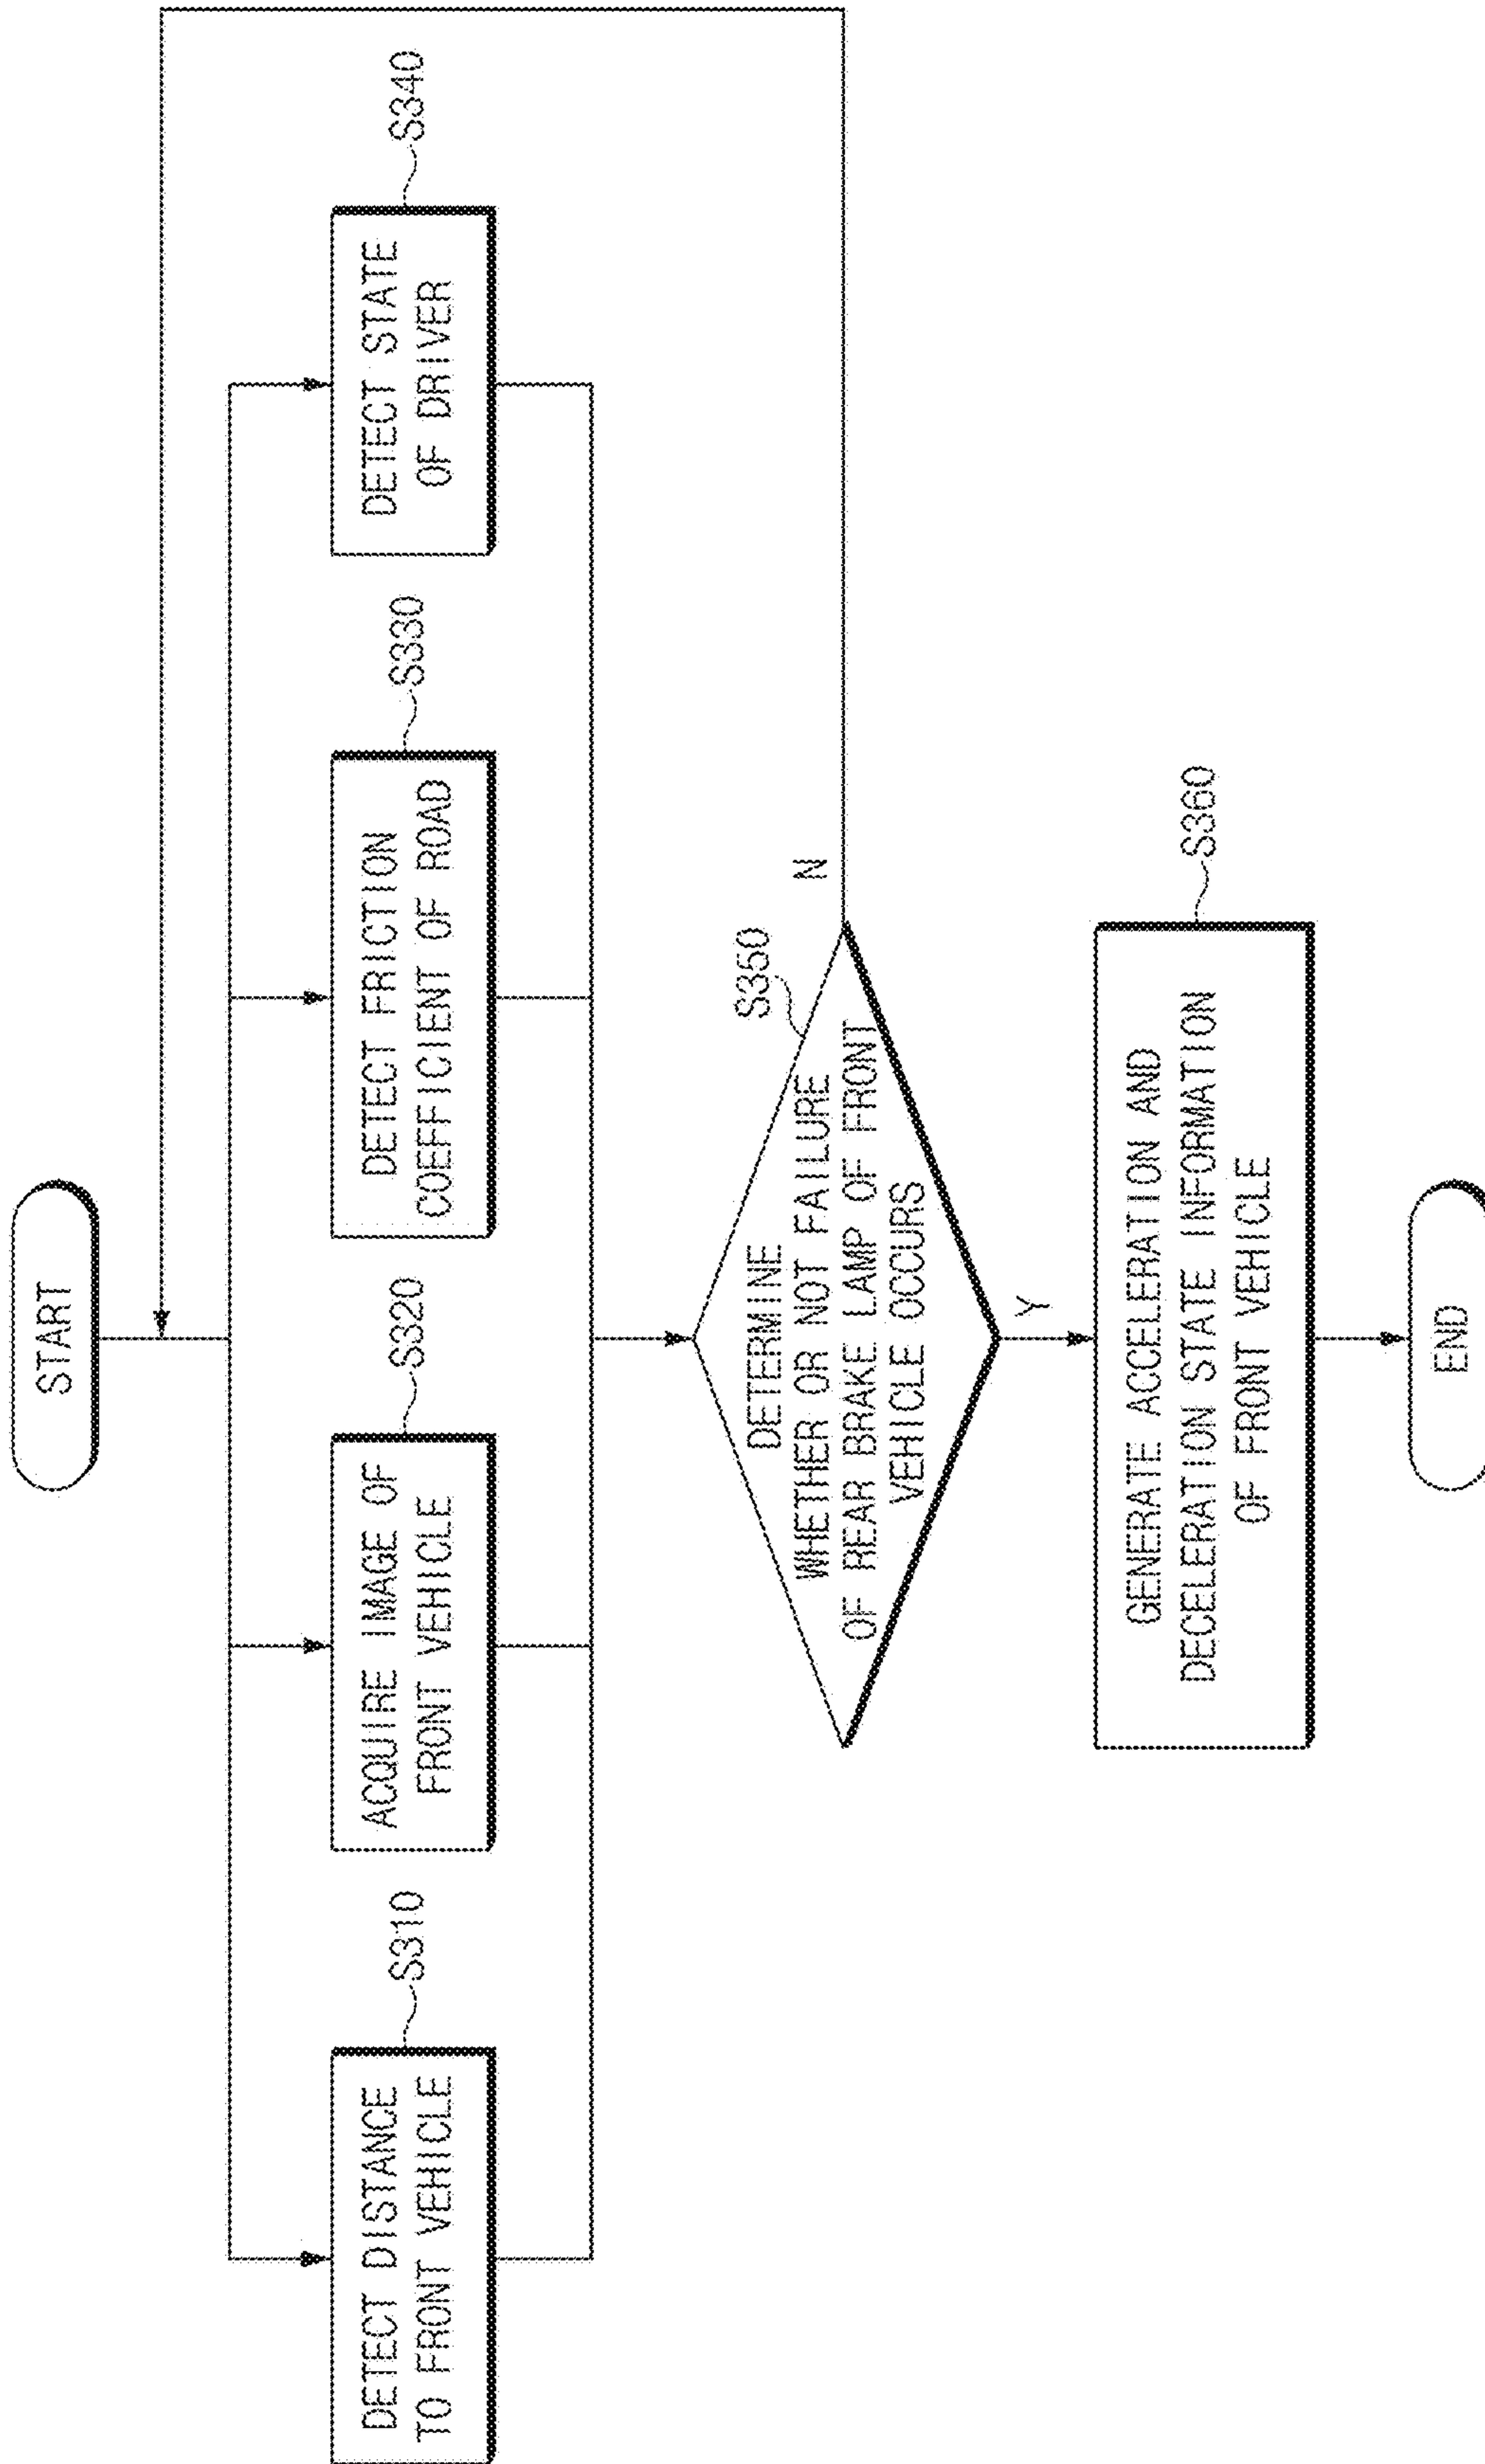 START
DETECT DISTANCE
TO FRONT VEHICLE
S310
ACQUIRE IMAGE OF
FRONT VEHICLE
S320
DETECT FRICTION
COEFFICIENT OF ROAD
S330
DETECT STATE
OF DRIVER
S340
DETERMINE
WHETHER OR NOT FAILURE
OF REAR BRAKE LAMP OF FRONT
VEHICLE OCCURS
S350
N
Y
GENERATE ACCELERATION AND
DECELERATION STATE INFORMATION
OF FRONT VEHICLE
S360
END